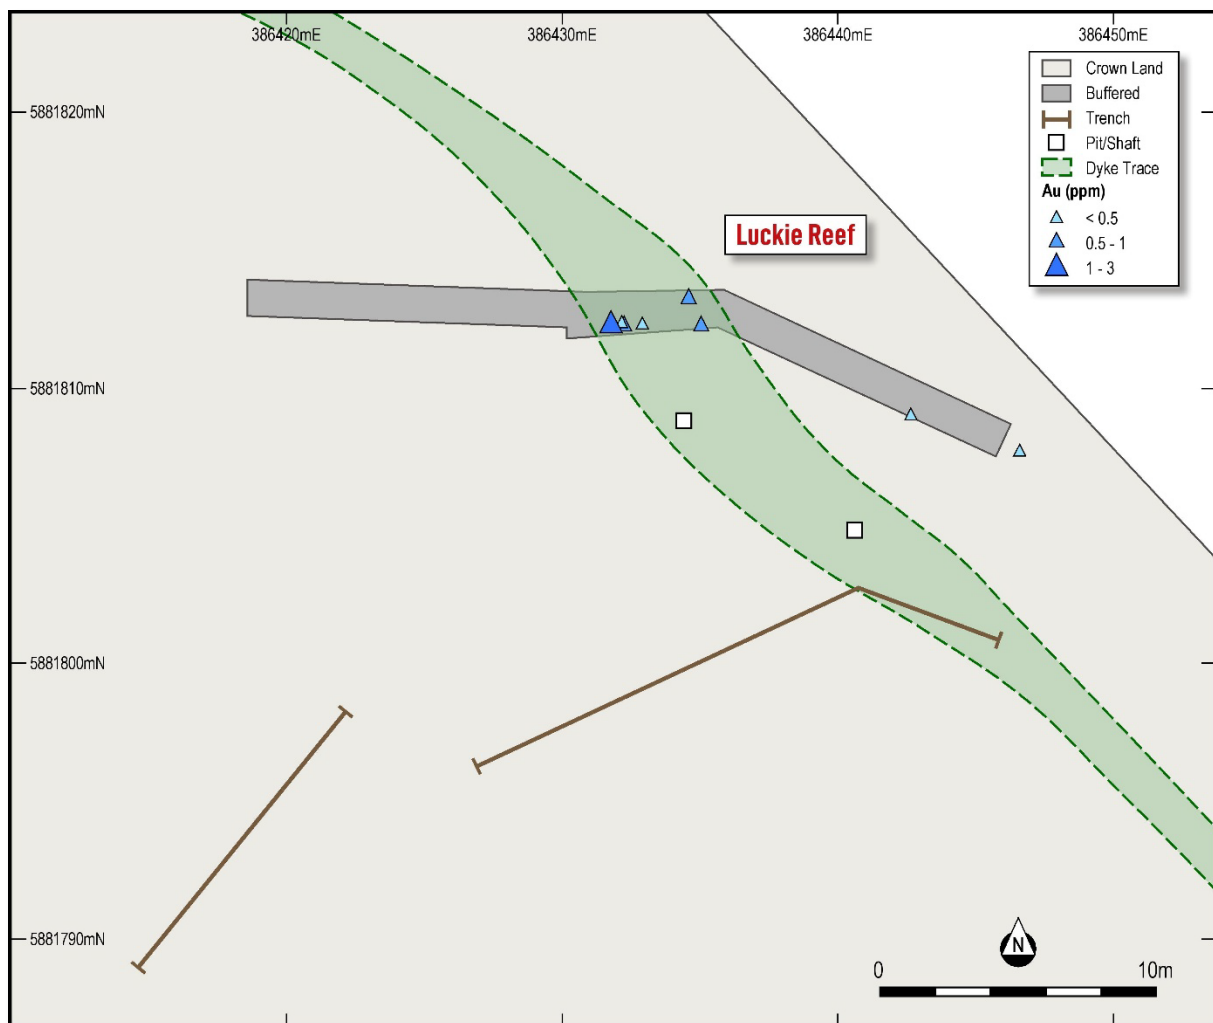 386420mE
386430mE
386440mE
386450mE
5881820mN
5881810mN
5881800mN
5881790mN
Luckie Reef
Crown Land
Buffered
Trench
Pit/Shaft
Dyke Trace
Au (ppm)
< 0.5
0.5 - 1
1 - 3
N
0
10m